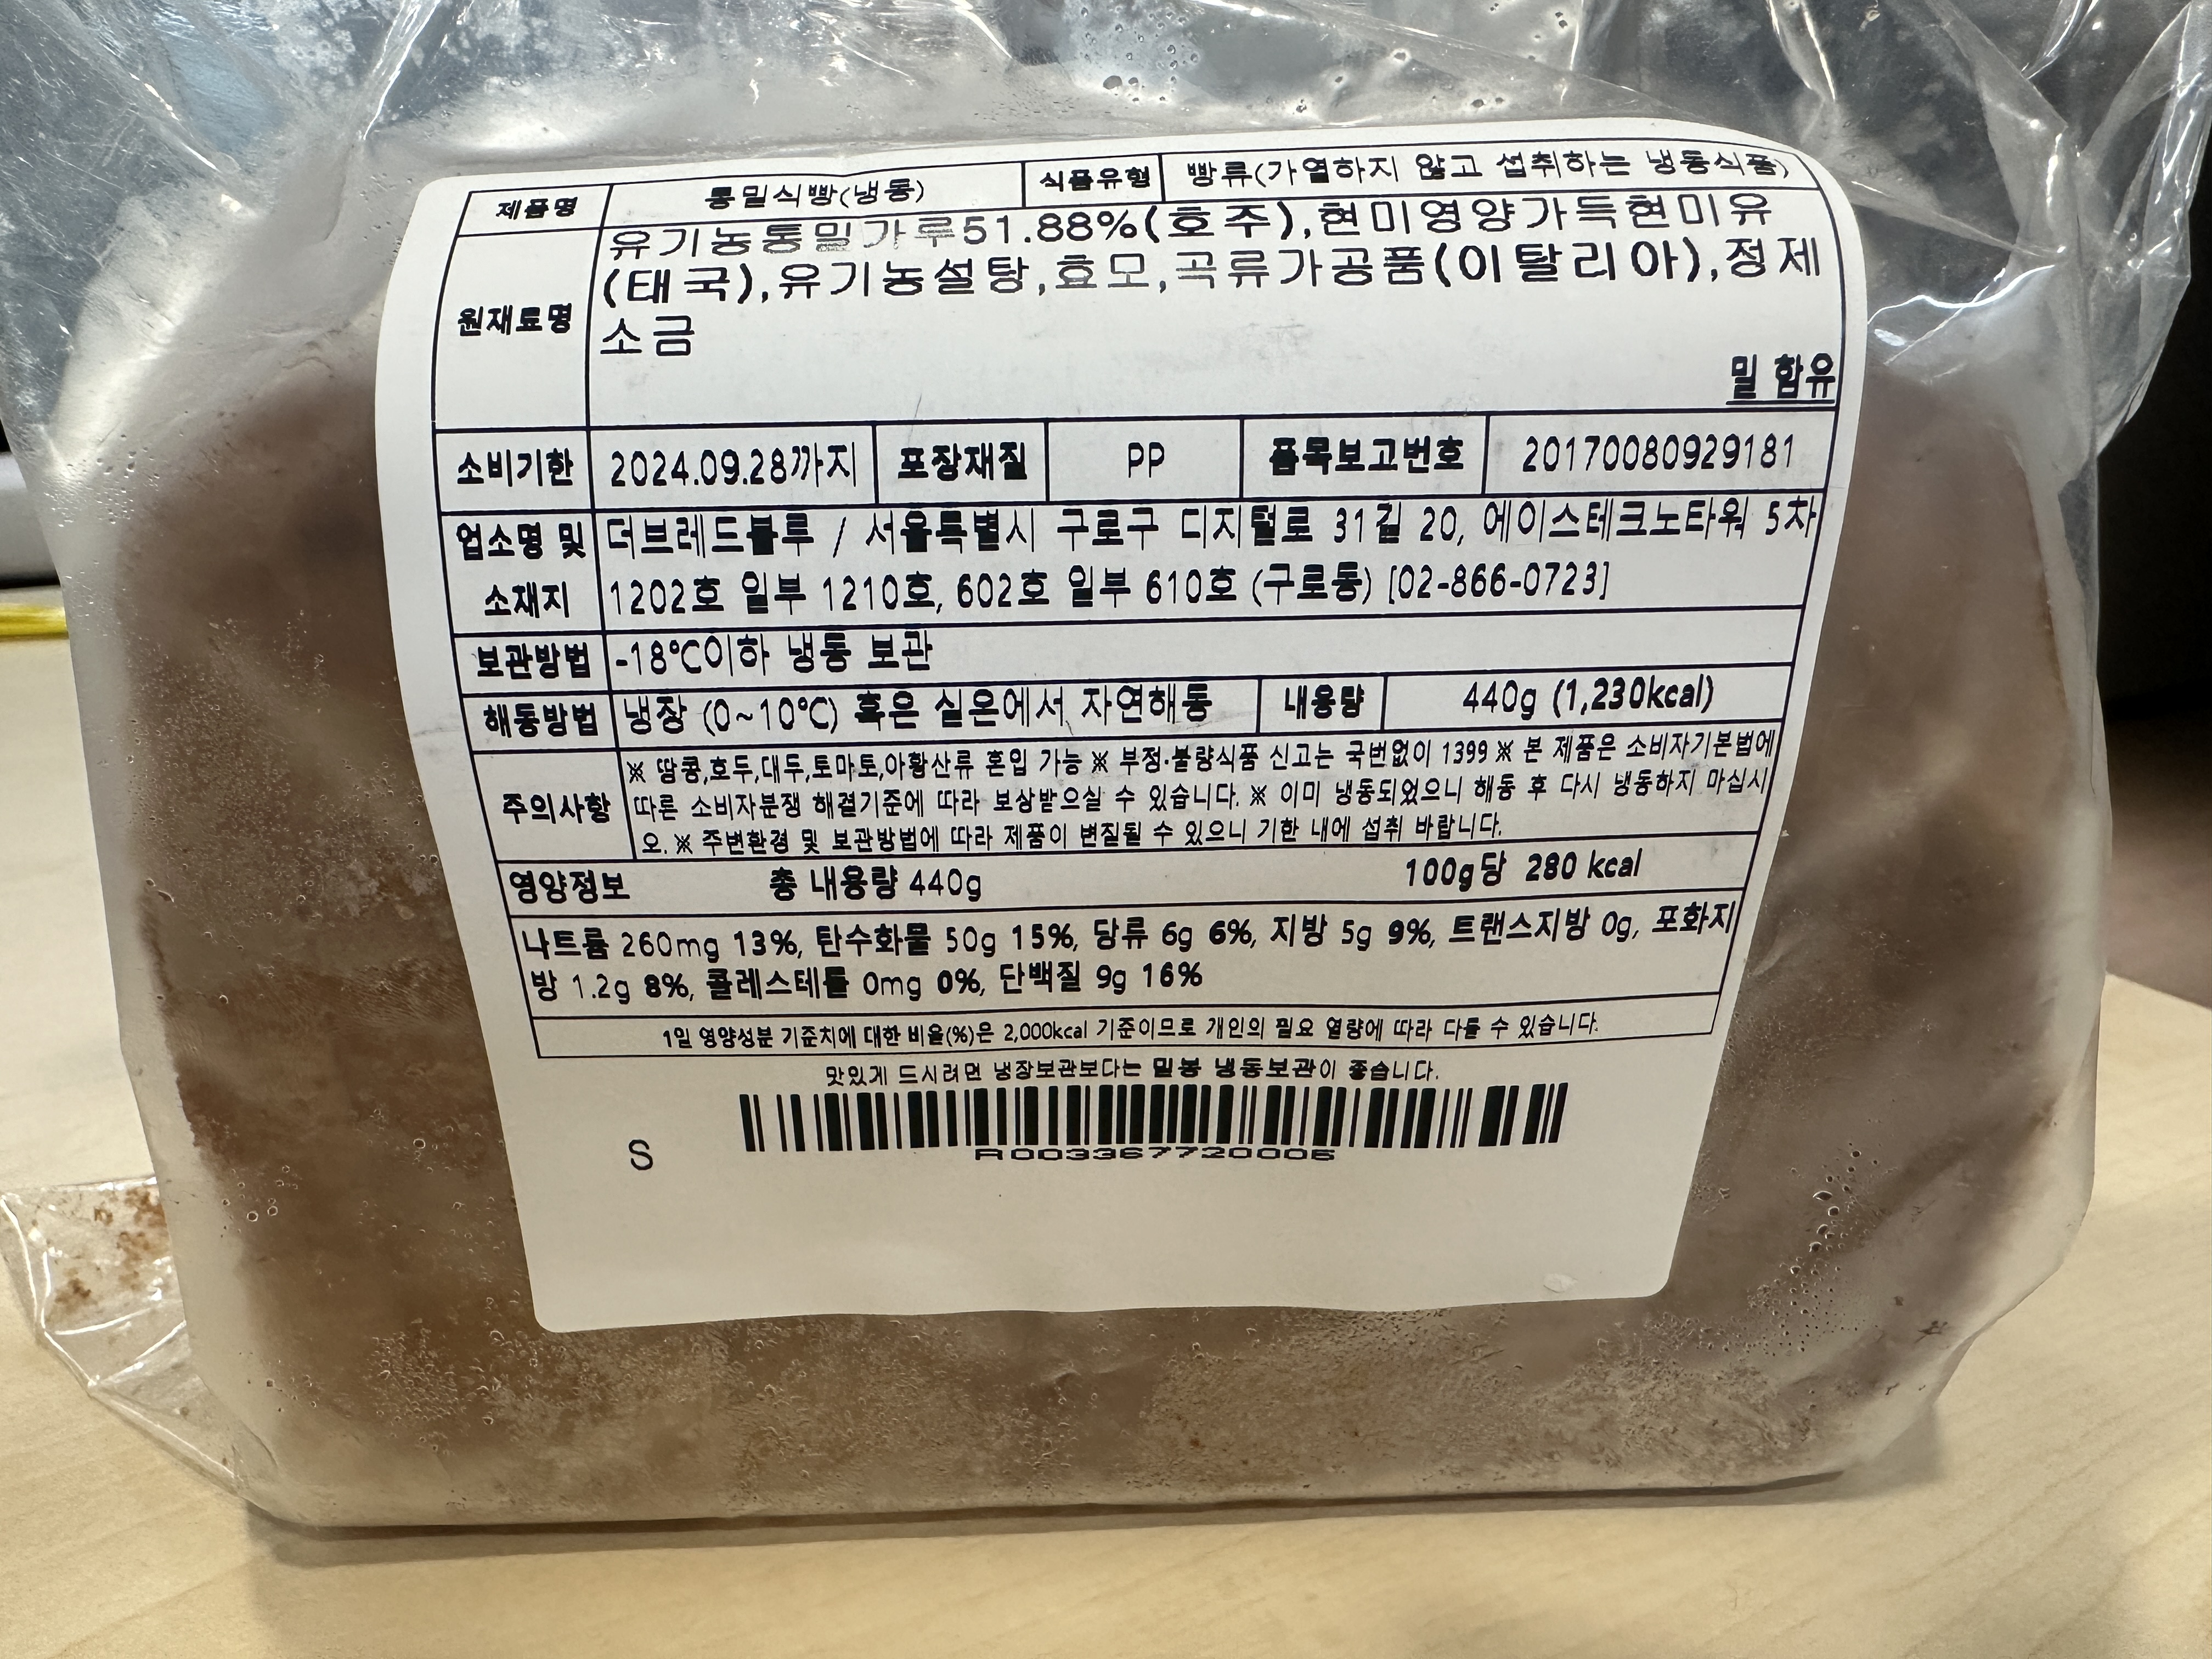 제품명 통밀식빵(냉동) 식품유형 빵류(가열하지 않고 섭취하는 냉동식품)
원재료명 유기농통밀가루51.88%(호주),현미영양가득현미유
(태국),유기농설탕,효모,곡류가공품(이탈리아),정제
소금
밀 함유
소비기한 2024.09.28까지 포장재질 PP 품목보고번호 20170080929181
업소명 및 더브레드블루 / 서울특별시 구로구 디지털로 31길 20, 에이스테크노타워 5차
소재지 1202호 일부 1210호, 602호 일부 610호 (구로동) [02-866-0723]
보관방법 -18℃이하 냉동 보관
해동방법 냉장 (0~10℃) 혹은 실온에서 자연해동 내용량 440g (1,230kcal)
※ 땅콩,호두,대두,토마토,아황산류 혼입 가능 ※ 부정·불량식품 신고는 국번없이 1399 ※ 본 제품은 소비자기본법에
주의사항 따른 소비자분쟁 해결기준에 따라 보상받으실 수 있습니다. ※ 이미 냉동되었으니 해동 후 다시 냉동하지 마십시
오. ※ 주변환경 및 보관방법에 따라 제품이 변질될 수 있으니 기한 내에 섭취 바랍니다.
영양정보 총 내용량 440g 100g당 280 kcal
나트륨 260mg 13%, 탄수화물 50g 15%, 당류 6g 6%, 지방 5g 9%, 트랜스지방 0g, 포화지
방 1.2g 8%, 콜레스테롤 0mg 0%, 단백질 9g 16%
1일 영양성분 기준치에 대한 비율(%)은 2,000kcal 기준이므로 개인의 필요 열량에 따라 다를 수 있습니다.
맛있게 드시려면 냉장보관보다는 밀봉 냉동보관이 좋습니다.
S
R003367720006